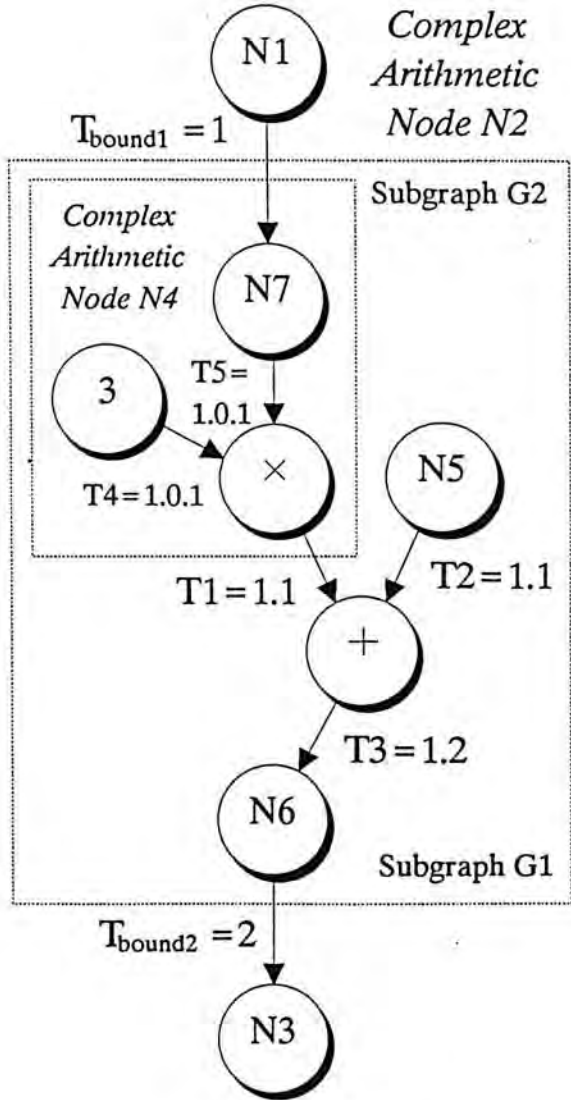 N1
Complex
Arithmetic
Node N2
T_bound1 = 1
Subgraph G2
Complex
Arithmetic
Node N4
N7
T5=
1.0.1
3
×
N5
T4=1.0.1
T1=1.1
T2=1.1
+
T3=1.2
N6
Subgraph G1
T_bound2 = 2
N3